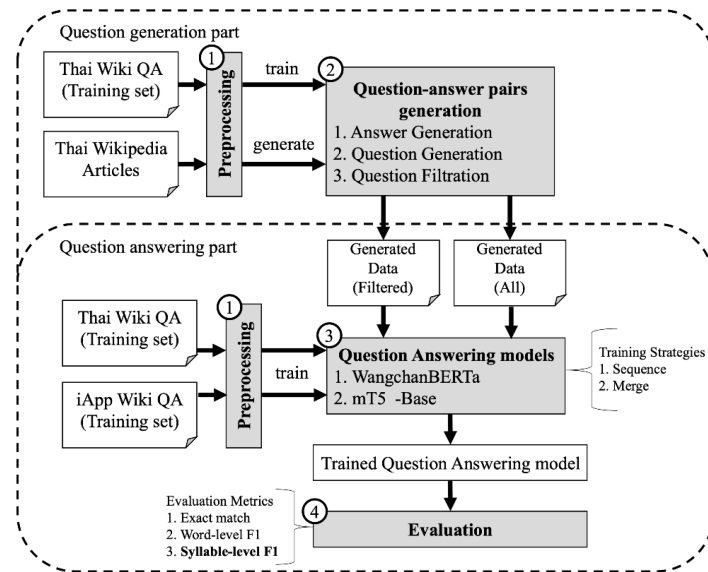 Question generation part
Thai Wiki QA
(Training set)
Thai Wikipedia
Articles
1
Preprocessing
train
generate
2
Question-answer pairs
generation
1. Answer Generation
2. Question Generation
3. Question Filtration
Question answering part
Generated
Data
(Filtered)
Generated
Data
(All)
Thai Wiki QA
(Training set)
iApp Wiki QA
(Training set)
1
Preprocessing
train
3
Question Answering models
1. WangchanBERTa
2. mT5 -Base
Training Strategies
1. Sequence
2. Merge
Trained Question Answering model
Evaluation Metrics
1. Exact match
2. Word-level F1
3. Syllable-level F1
4
Evaluation